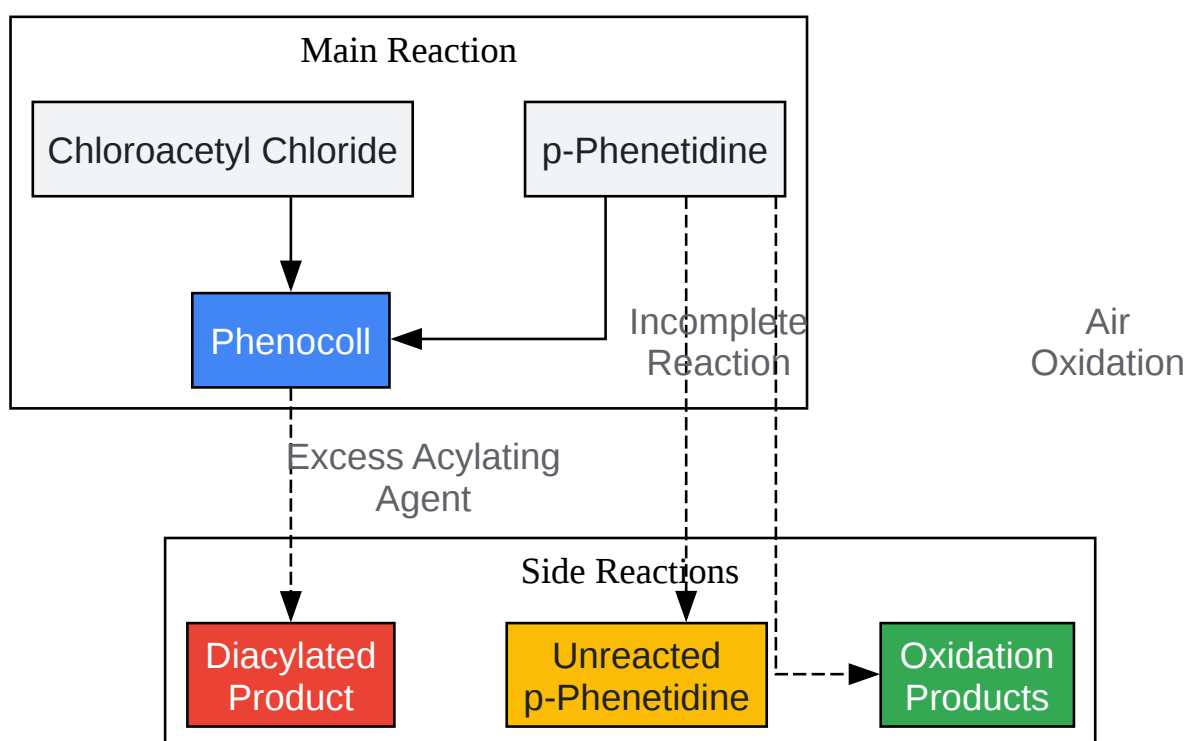 Main Reaction
Chloroacetyl Chloride
p-Phenetidine
Phenocoll
Incomplete
Reaction
Air
Oxidation
Excess Acylating
Agent
Side Reactions
Diacylated
Product
Unreacted
p-Phenetidine
Oxidation
Products